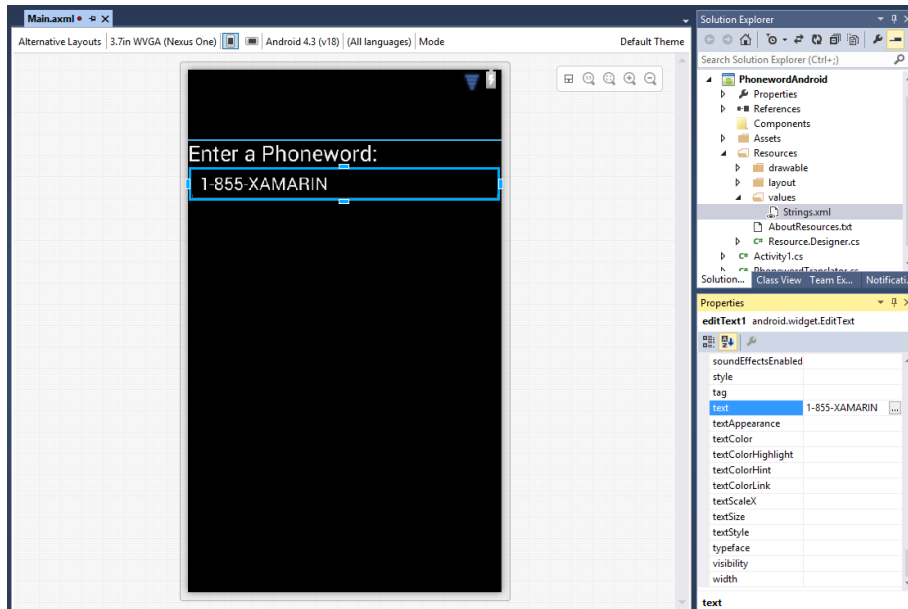 Main.axml
Solution Explorer
Alternative Layouts 3.7in WVGA (Nexus One) Android 4.3 (v18) (All languages) Mode Default Theme
Search Solution Explorer (Ctrl+;)
PhonewordAndroid
Properties
References
Components
Assets
Resources
drawable
layout
values
Strings.xml
AboutResources.txt
C# Resource.Designer.cs
C# Activity1.cs
C# PhonewordTranslator.cs
Enter a Phoneword:
1-855-XAMARIN
Solution... Class View Team Ex... Notificati...
Properties
editText1 android.widget.EditText
soundEffectsEnabled
style
tag
text 1-855-XAMARIN ...
textAppearance
textColor
textColorHighlight
textColorHint
textColorLink
textScaleX
textSize
textStyle
typeface
visibility
width
text